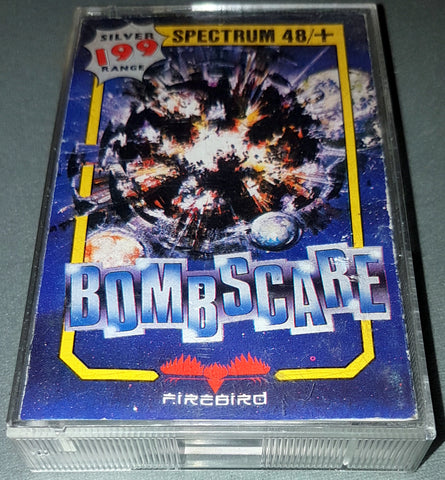 SILVER
199
RANGE
SPECTRUM 48/+
BOMBSCARE
FIREBIRD